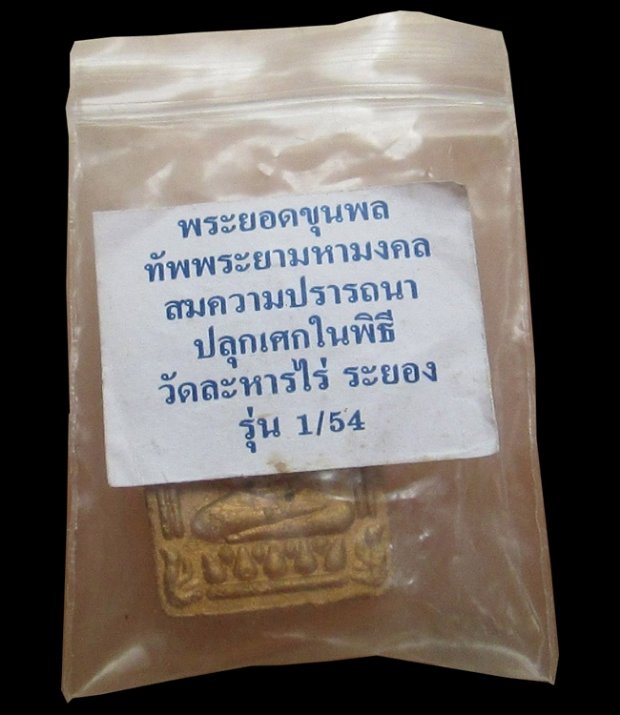 พระยอดขุนพล
ทัพพระยามหามงคล
สมความปรารถนา
ปลุกเศกในพิธี
วัดละหารไร่ ระยอง
รุ่น 1/54